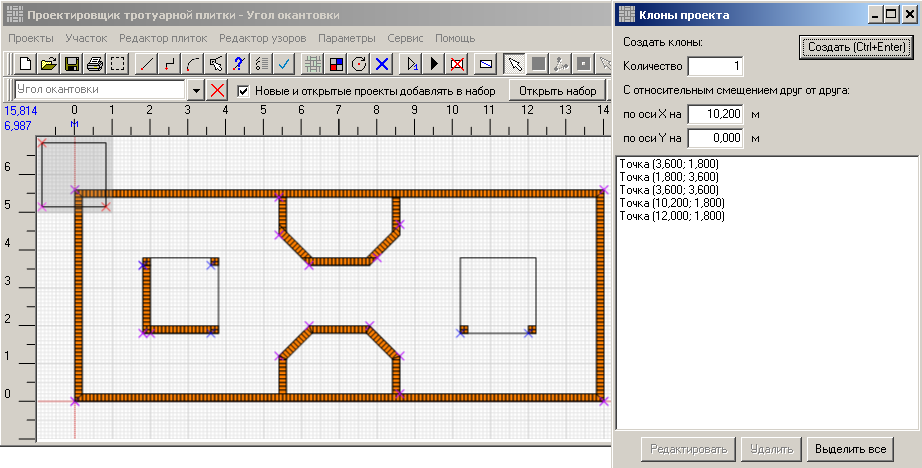 Проектировщик тротуарной плитки - Угол окантовки
Проекты Участок Редактор плиток Редактор узоров Параметры Сервис Помощь
Угол окантовки
Новые и открытые проекты добавлять в набор
Открыть набор
15,814 0 1 2 3 4 5 6 7 8 9 10 11 12 13 14
6,987 м
6
5
4
3
2
1
0
Клоны проекта
Создать клоны:
Создать (Ctrl+Enter)
Количество 1
С относительным смещением друг от друга:
по оси X на 10,200 м
по оси Y на 0,000 м
Точка (3,600; 1,800)
Точка (1,800; 3,600)
Точка (3,600; 3,600)
Точка (10,200; 1,800)
Точка (12,000; 1,800)
Редактировать Удалить Выделить все